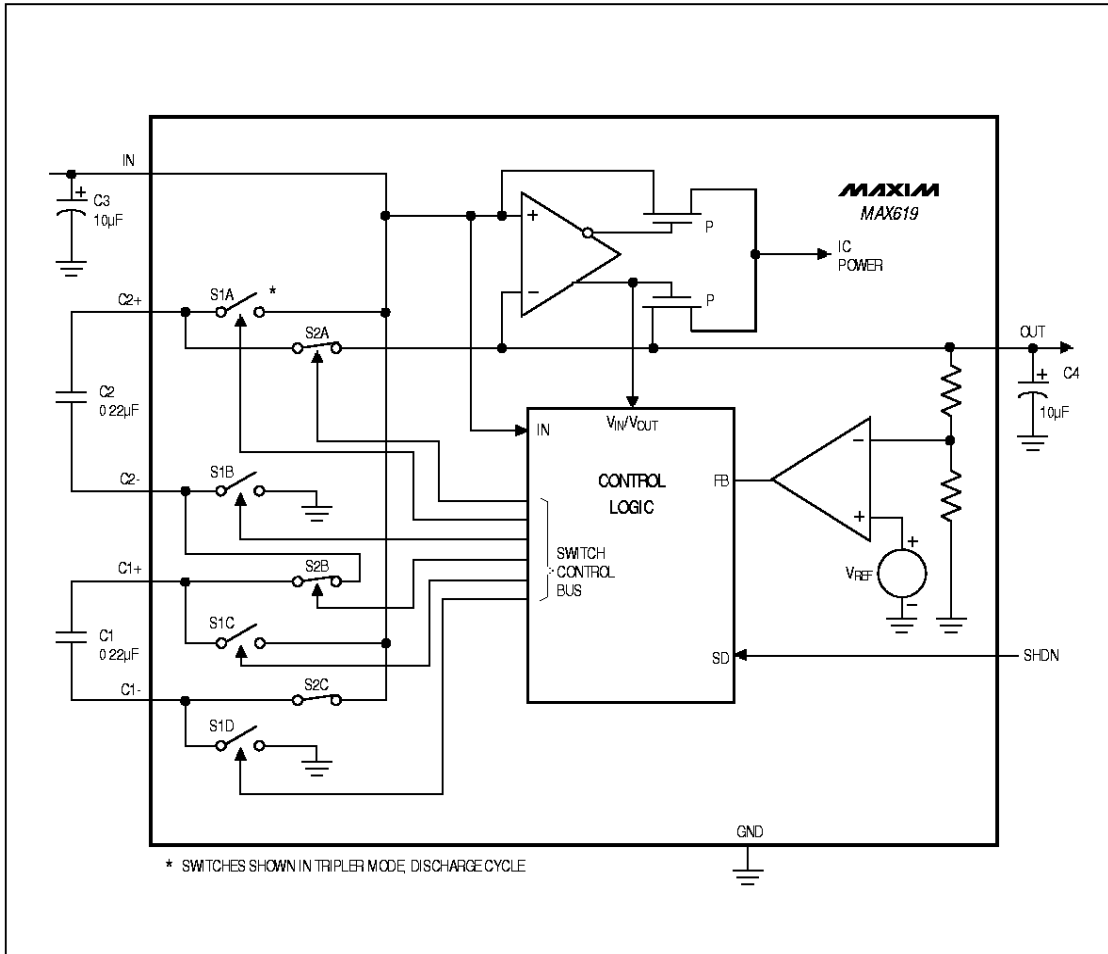 IN
C3
10µF
+
MAXIM
MAX619
+
−
P
P
IC
POWER
C2+
S1A
*
S2A
OUT
C2
0.22µF
+
C4
10µF
IN
VIN/VOUT
CONTROL
LOGIC
FB
−
+
C2-
S1B
SWITCH
CONTROL
BUS
+
VREF
−
C1+
S2B
S1C
C1
0.22µF
C1-
S2C
S1D
SD
SHDN
GND
* SWITCHES SHOWN IN TRIPLER MODE, DISCHARGE CYCLE